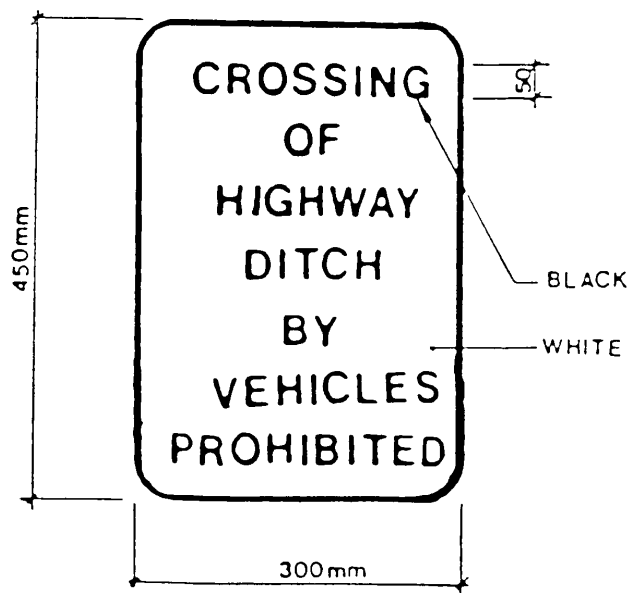 CROSSING
50
OF
HIGHWAY
450mm
DITCH
BLACK
BY
WHITE
VEHICLES
PROHIBITED
300mm